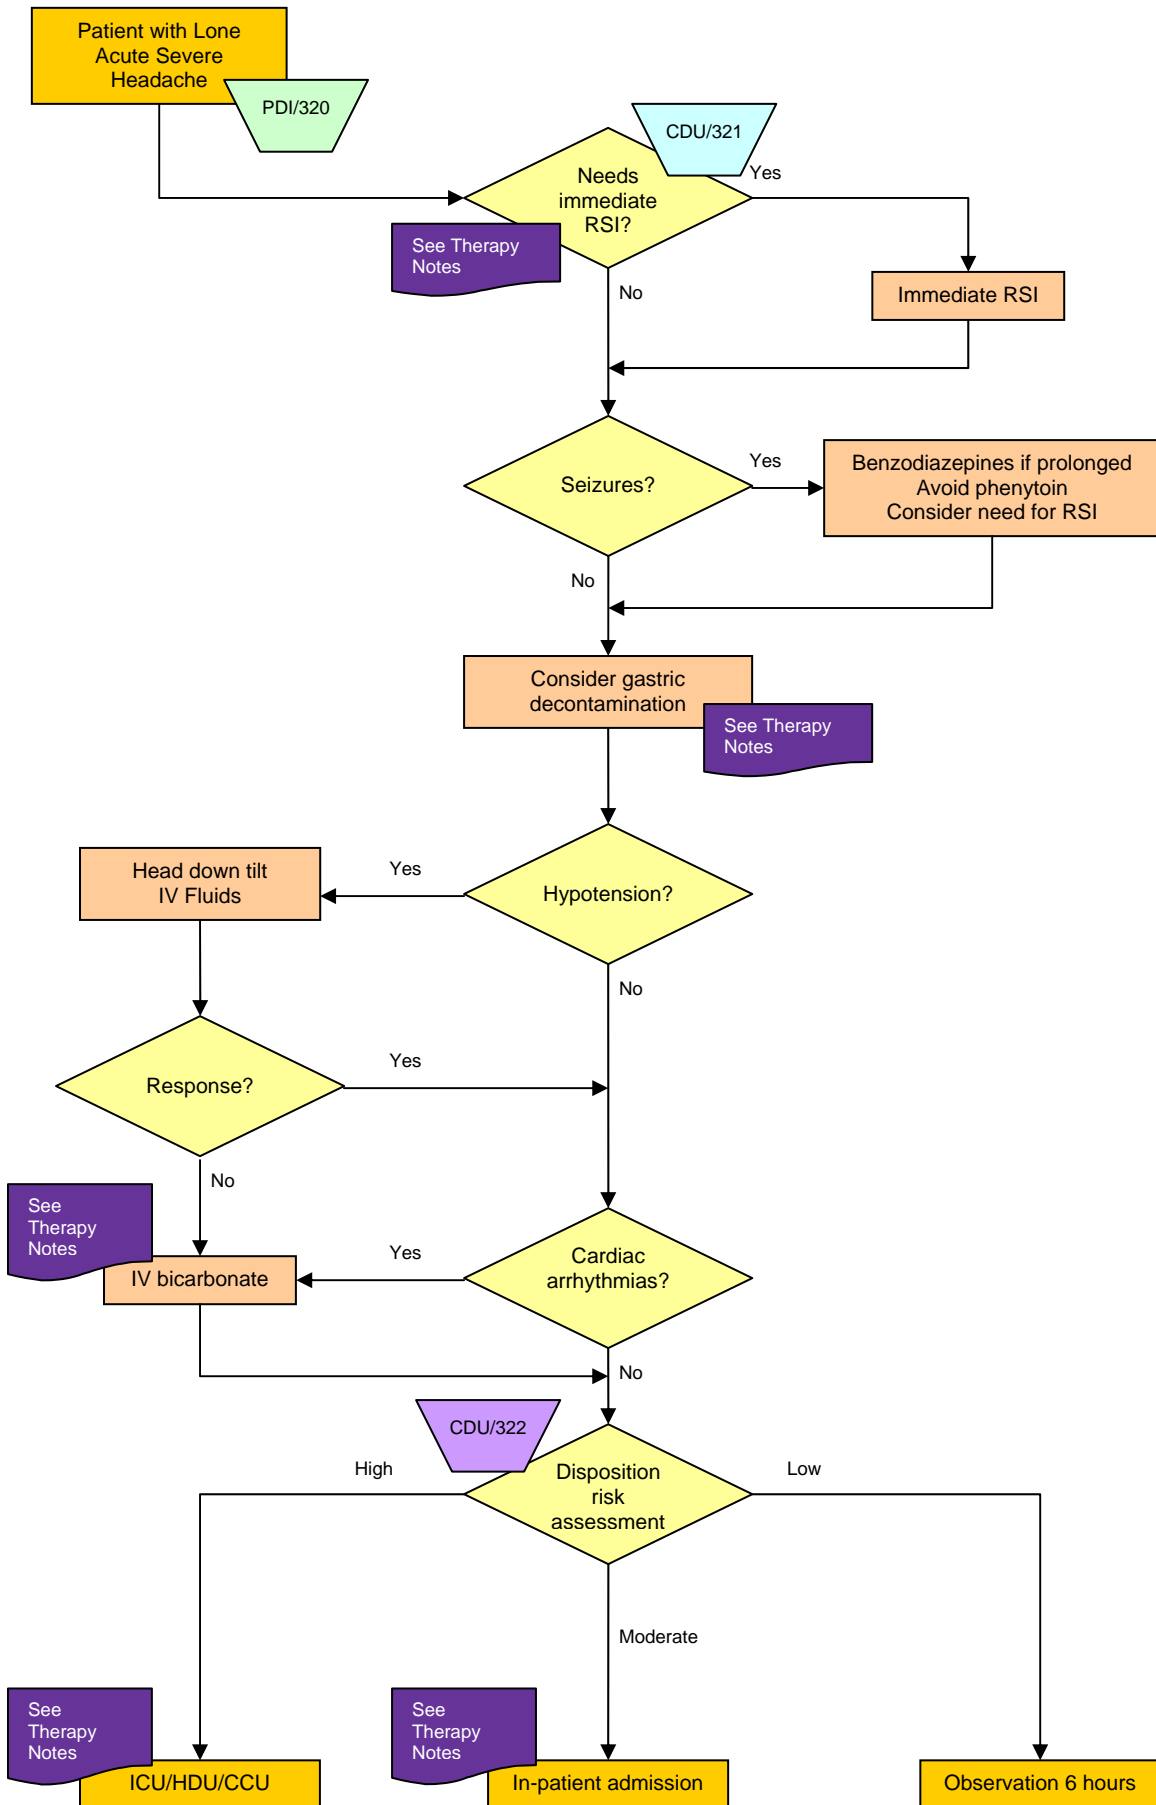 Patient with Lone
Acute Severe
Headache
PDI/320
CDU/321
Needs
immediate
RSI?
Yes
See Therapy
Notes
No
Immediate RSI
Seizures?
Yes
Benzodiazepines if prolonged
Avoid phenytoin
Consider need for RSI
No
Consider gastric
decontamination
See Therapy
Notes
Hypotension?
Yes
Head down tilt
IV Fluids
No
Response?
Yes
No
See
Therapy
Notes
IV bicarbonate
Yes
Cardiac
arrhythmias?
No
CDU/322
High
Disposition
risk
assessment
Low
Moderate
See
Therapy
Notes
ICU/HDU/CCU
See
Therapy
Notes
In-patient admission
Observation 6 hours